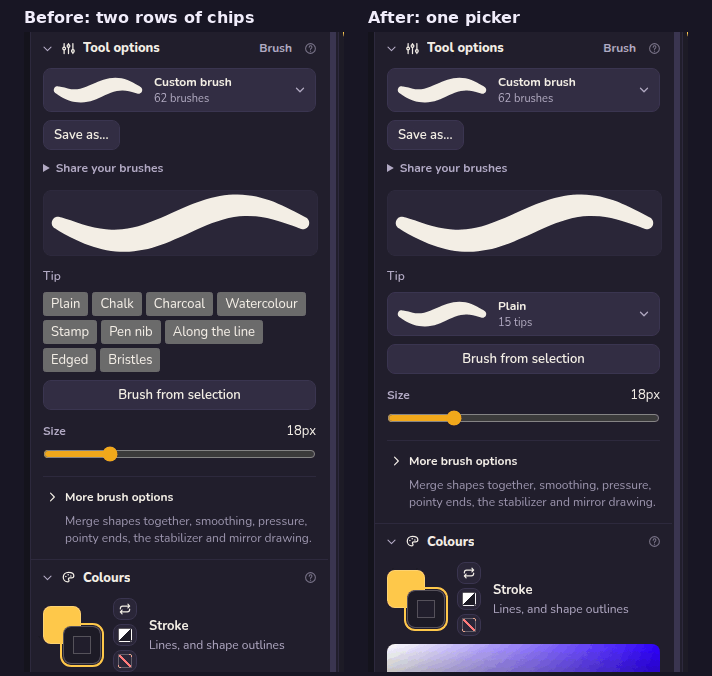 Before: two rows of chips
Tool options Brush
Custom brush
62 brushes
Save as...
Share your brushes
Tip
Plain Chalk Charcoal Watercolour
Stamp Pen nib Along the line
Edged Bristles
Brush from selection
Size 18px
More brush options
Merge shapes together, smoothing, pressure,
pointy ends, the stabilizer and mirror drawing.
Colours
Stroke
Lines, and shape outlines
After: one picker
Tool options Brush
Custom brush
62 brushes
Save as...
Share your brushes
Tip
Plain
15 tips
Brush from selection
Size 18px
More brush options
Merge shapes together, smoothing, pressure,
pointy ends, the stabilizer and mirror drawing.
Colours
Stroke
Lines, and shape outlines